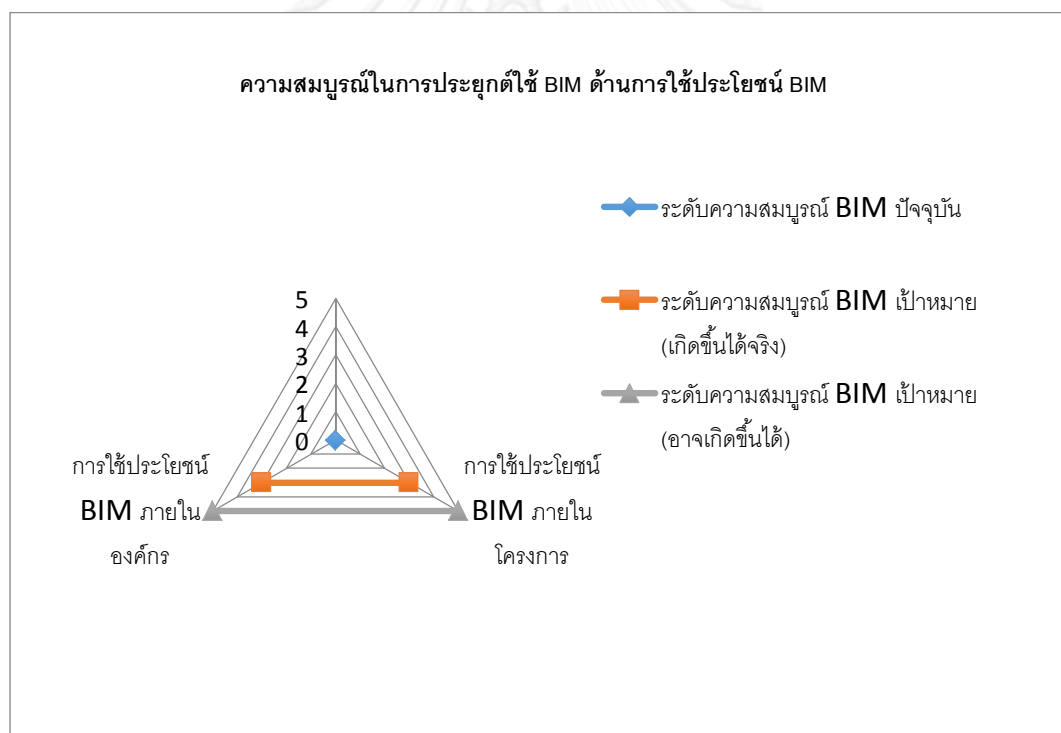 ความสมบูรณ์ในการประยุกต์ใช้ BIM ด้านการใช้ประโยชน์ BIM
ระดับความสมบูรณ์ BIM ปัจจุบัน
ระดับความสมบูรณ์ BIM เป้าหมาย
(เกิดขึ้นได้จริง)
ระดับความสมบูรณ์ BIM เป้าหมาย
(อาจเกิดขึ้นได้)
5
4
3
2
1
0
การใช้ประโยชน์
BIM ภายใน
องค์กร
การใช้ประโยชน์
BIM ภายใน
โครงการ